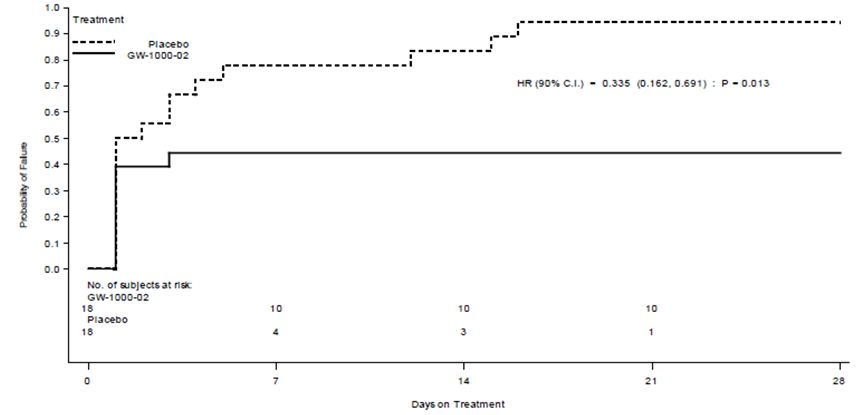 Treatment
Placebo
GW-1000-02
HR (90% C.I.) = 0.335 (0.162, 0.691) : P = 0.013
Probability of Failure
1.0
0.9
0.8
0.7
0.6
0.5
0.4
0.3
0.2
0.1
0.0
No. of subjects at risk:
GW-1000-02
18 10 10 10
Placebo
18 4 3 1
0 7 14 21 28
Days on Treatment